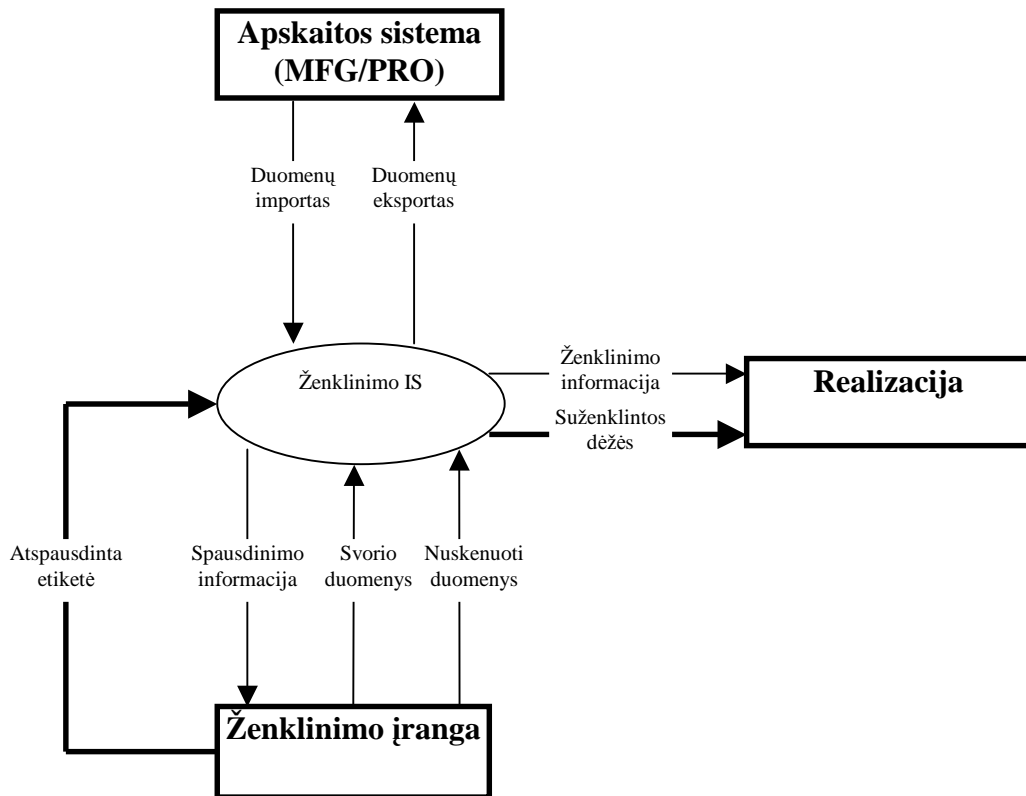 Apskaitos sistema
(MFG/PRO)
Duomenų
importas
Duomenų
eksportas
Ženklinimo IS
Ženklinimo
informacija
Suženklintos
dėžės
Realizacija
Atspausdinta
etiketė
Spausdinimo
informacija
Svorio
duomenys
Nuskenuoti
duomenys
Ženklinimo įranga